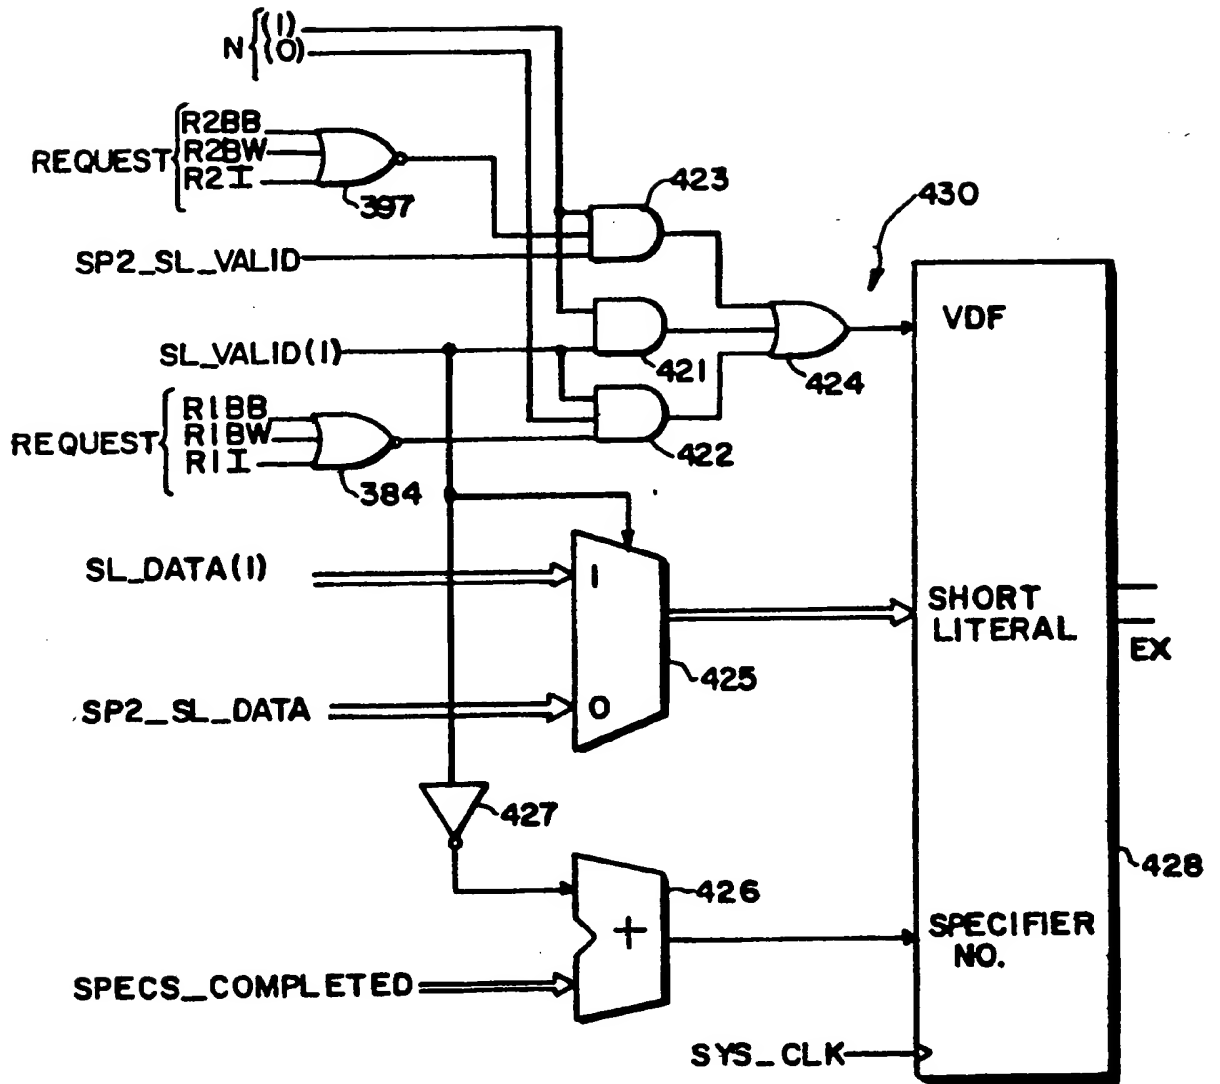 N
(1)
(0)
REQUEST
R2BB
R2BW
R2I
397
423
430
SP2_SL_VALID
VDF
SL_VALID(1)
421
424
REQUEST
R1BB
R1BW
R1I
422
384
SL_DATA(1)
1
SHORT
LITERAL
EX
425
SP2_SL_DATA
0
427
428
426
+
SPECIFIER
NO.
SPECS_COMPLETED
SYS_CLK